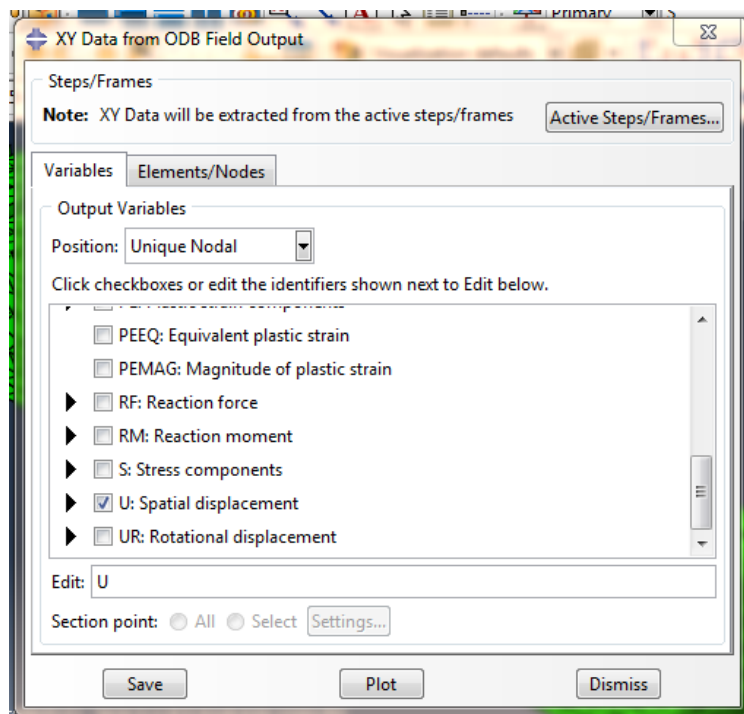 Primary
XY Data from ODB Field Output
Steps/Frames
Note: XY Data will be extracted from the active steps/frames
Active Steps/Frames...
Variables
Elements/Nodes
Output Variables
Position: Unique Nodal
Click checkboxes or edit the identifiers shown next to Edit below.
PEEQ: Equivalent plastic strain
PEMAG: Magnitude of plastic strain
RF: Reaction force
RM: Reaction moment
S: Stress components
U: Spatial displacement
UR: Rotational displacement
Edit: U
Section point: All Select Settings...
Save Plot Dismiss